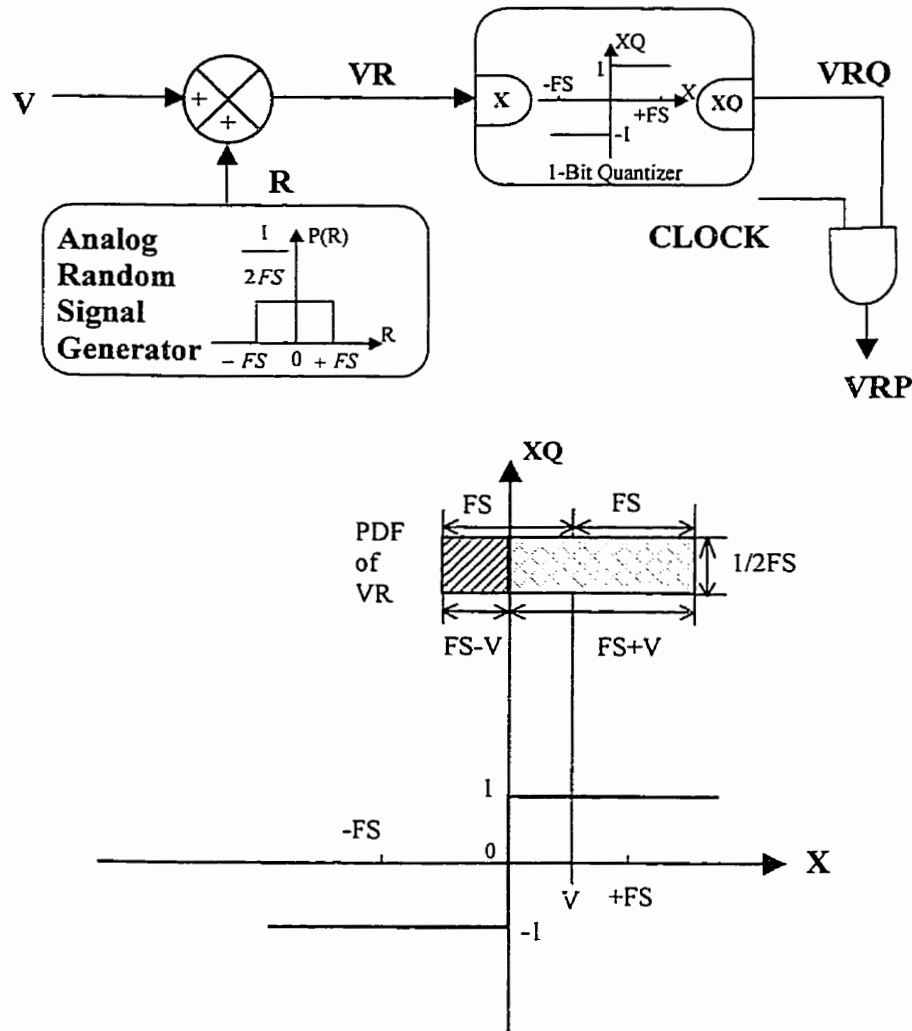 V
+
+
VR
R
Analog
Random
Signal
Generator
1
2FS
P(R)
R
- FS 0 + FS
X
XQ
1
-FS
X
+FS
-1
XQ
1-Bit Quantizer
VRQ
CLOCK
VRP
XQ
FS FS
PDF
of
VR
1/2FS
FS-V FS+V
1
-FS
0
X
V
+FS
-1